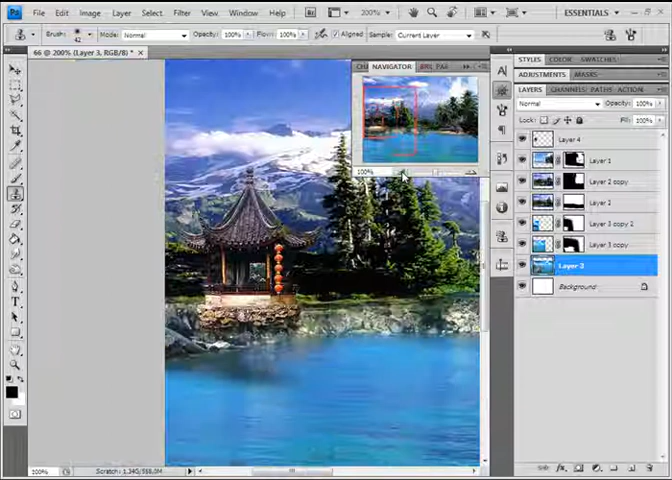 Ps File Edit Image Layer Select Filter View Window Help Br 200% ESSENTIALS
Brush: 42 Mode: Normal Opacity: 100% Flow: 100% Aligned Sample: Current Layer
66 @ 200% (Layer 3, RGB/8) *
NAVIGATOR
100%
STYLES COLOR SWATCHES
ADJUSTMENTS MASKS
LAYERS CHANNELS PATHS ACTION
Normal Opacity: 100%
Lock: Fill: 100%
Layer 4
Layer 1
Layer 2 copy
Layer 2
Layer 3 copy 2
Layer 3 copy
Layer 3
Background
100% Scratch: 1.34G/558.0M